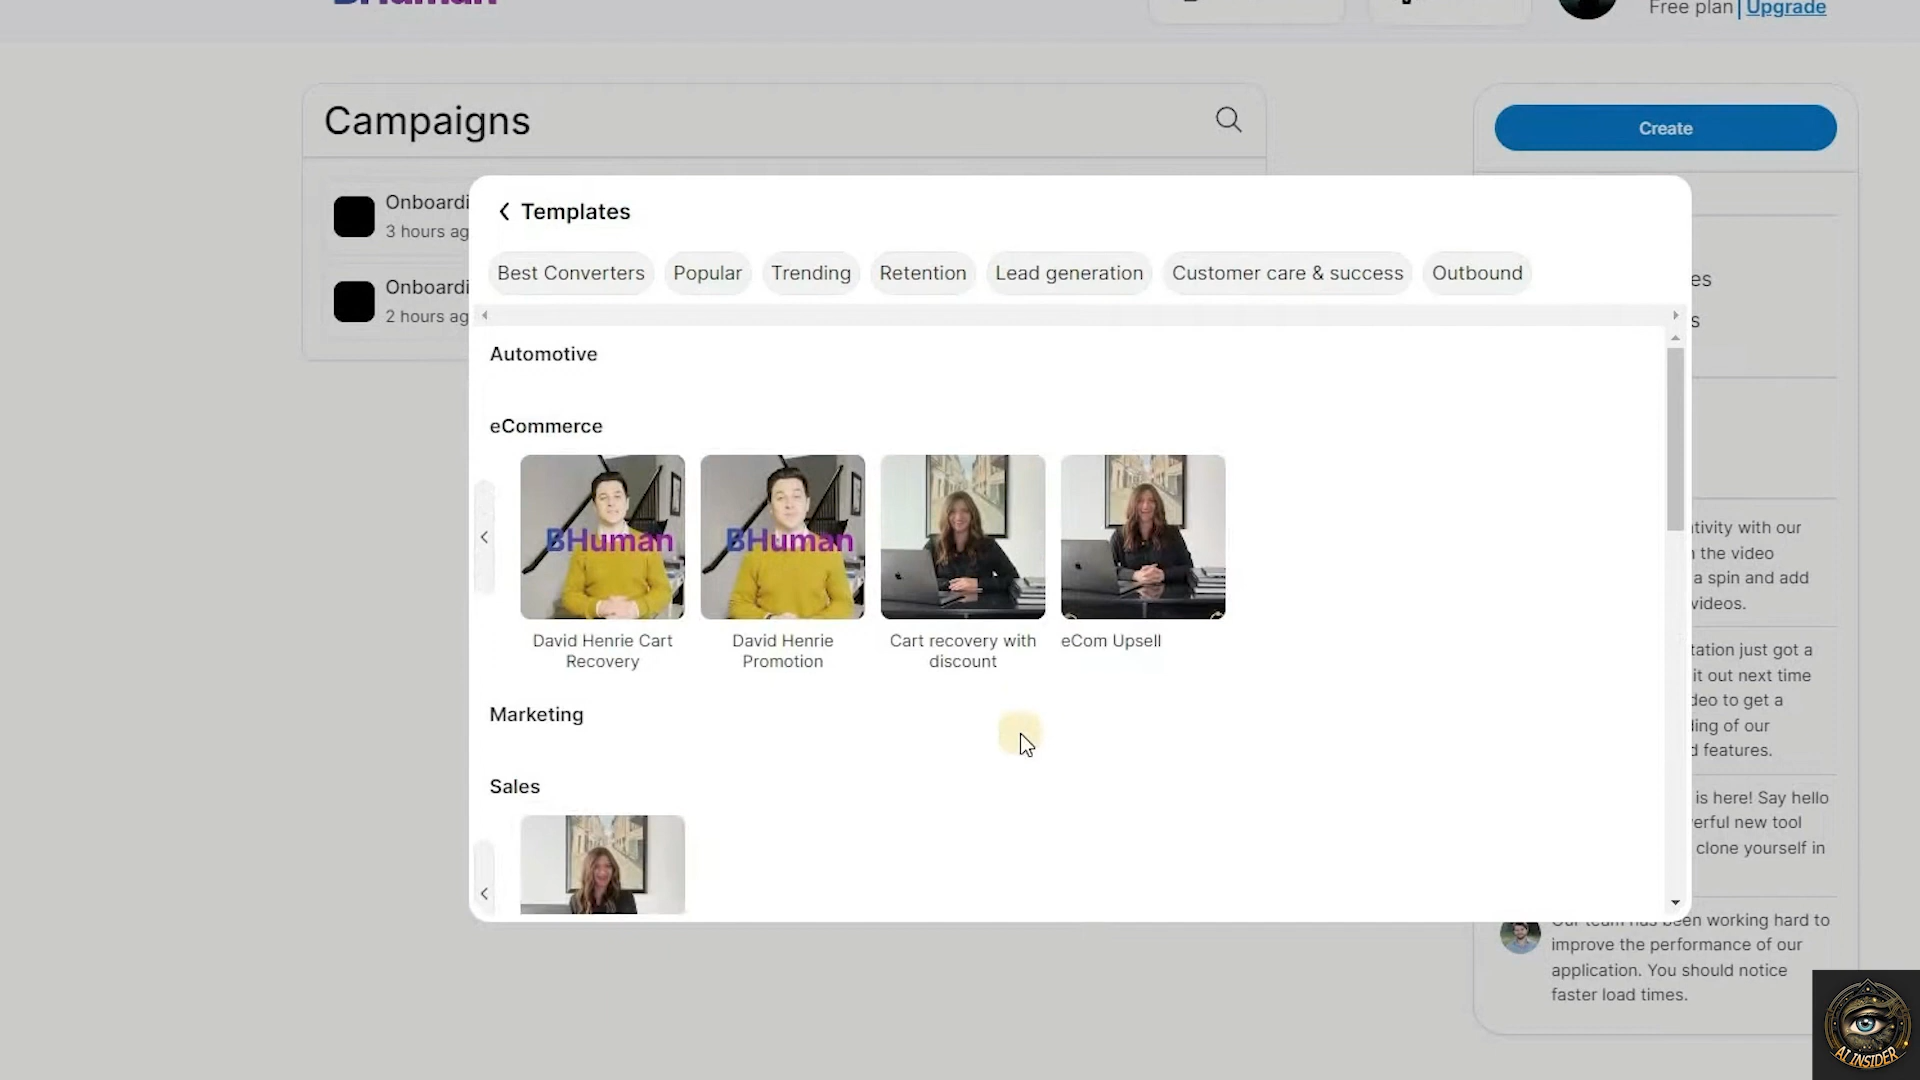 BHuman
Free plan | Upgrade
Campaigns
Create
Onboardi
3 hours ag
Onboardi
2 hours ag
Templates
Best Converters
Popular
Trending
Retention
Lead generation
Customer care & success
Outbound
Automotive
eCommerce
BHuman
BHuman
David Henrie Cart
Recovery
David Henrie
Promotion
Cart recovery with
discount
eCom Upsell
Marketing
Sales
es
s
tivity with our
the video
a spin and add
videos.
tation just got a
it out next time
deo to get a
ling of our
d features.
is here! Say hello
erful new tool
clone yourself in
Our team has been working hard to
improve the performance of our
application. You should notice
faster load times.
AI INSIDER